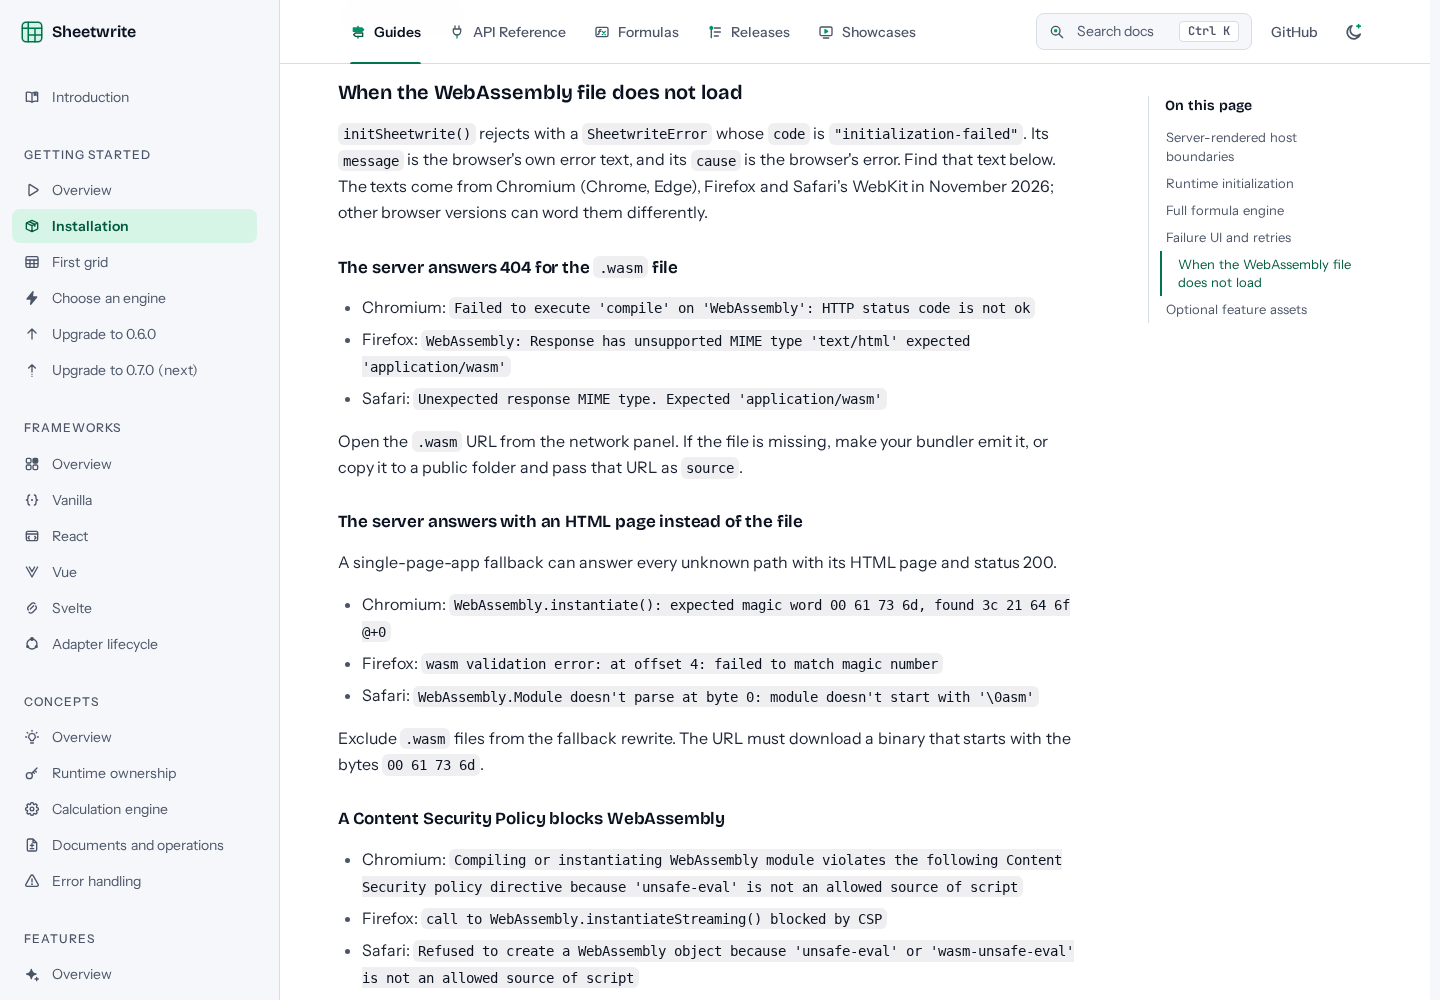 Sheetwrite
Guides
API Reference
Formulas
Releases
Showcases
Search docs
Ctrl K
GitHub
Introduction
GETTING STARTED
Overview
Installation
First grid
Choose an engine
Upgrade to 0.6.0
Upgrade to 0.7.0 (next)
FRAMEWORKS
Overview
Vanilla
React
Vue
Svelte
Adapter lifecycle
CONCEPTS
Overview
Runtime ownership
Calculation engine
Documents and operations
Error handling
FEATURES
Overview
When the WebAssembly file does not load
initSheetwrite() rejects with a SheetwriteError whose code is "initialization-failed". Its
message is the browser's own error text, and its cause is the browser's error. Find that text below.
The texts come from Chromium (Chrome, Edge), Firefox and Safari's WebKit in November 2026;
other browser versions can word them differently.
The server answers 404 for the .wasm file
• Chromium: Failed to execute 'compile' on 'WebAssembly': HTTP status code is not ok
• Firefox: WebAssembly: Response has unsupported MIME type 'text/html' expected
'application/wasm'
• Safari: Unexpected response MIME type. Expected 'application/wasm'
Open the .wasm URL from the network panel. If the file is missing, make your bundler emit it, or
copy it to a public folder and pass that URL as source.
The server answers with an HTML page instead of the file
A single-page-app fallback can answer every unknown path with its HTML page and status 200.
• Chromium: WebAssembly.instantiate(): expected magic word 00 61 73 6d, found 3c 21 64 6f
@+0
• Firefox: wasm validation error: at offset 4: failed to match magic number
• Safari: WebAssembly.Module doesn't parse at byte 0: module doesn't start with '\0asm'
Exclude .wasm files from the fallback rewrite. The URL must download a binary that starts with the
bytes 00 61 73 6d.
A Content Security Policy blocks WebAssembly
• Chromium: Compiling or instantiating WebAssembly module violates the following Content
Security policy directive because 'unsafe-eval' is not an allowed source of script
• Firefox: call to WebAssembly.instantiateStreaming() blocked by CSP
• Safari: Refused to create a WebAssembly object because 'unsafe-eval' or 'wasm-unsafe-eval'
is not an allowed source of script
On this page
Server-rendered host
boundaries
Runtime initialization
Full formula engine
Failure UI and retries
When the WebAssembly file
does not load
Optional feature assets